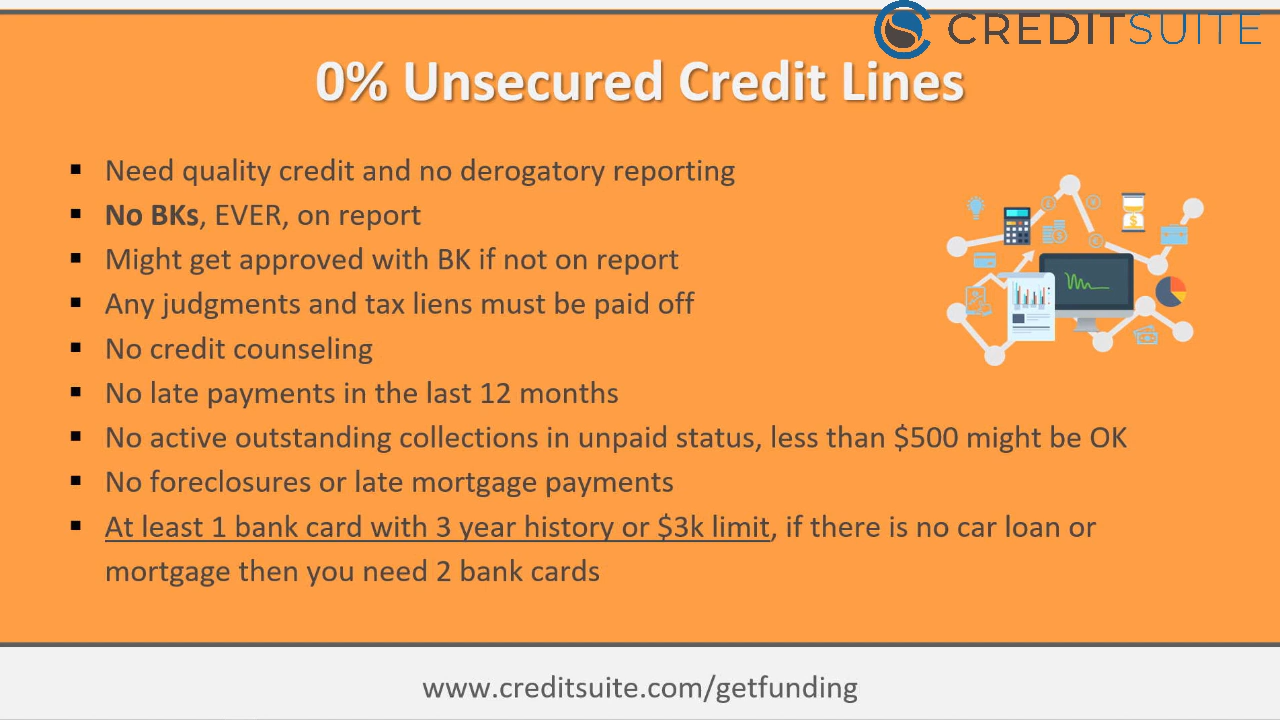 CREDITSUITE
0% Unsecured Credit Lines
▪ Need quality credit and no derogatory reporting
▪ No BKs, EVER, on report
▪ Might get approved with BK if not on report
▪ Any judgments and tax liens must be paid off
▪ No credit counseling
▪ No late payments in the last 12 months
▪ No active outstanding collections in unpaid status, less than $500 might be OK
▪ No foreclosures or late mortgage payments
▪ At least 1 bank card with 3 year history or $3k limit, if there is no car loan or
mortgage then you need 2 bank cards
www.creditsuite.com/getfunding